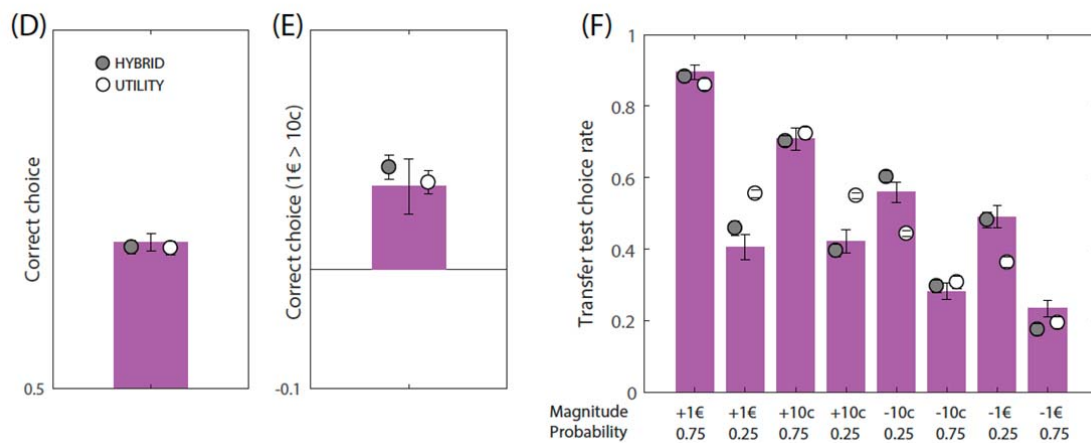 (D)
HYBRID
UTILITY
Correct choice
0.5
(E)
Correct choice (1€ > 10c)
-0.1
(F)
Transfer test choice rate
1
0.8
0.6
0.4
0.2
0
Magnitude +1€ +1€ +10c +10c -10c -10c -1€ -1€
Probability 0.75 0.25 0.75 0.25 0.25 0.75 0.25 0.75